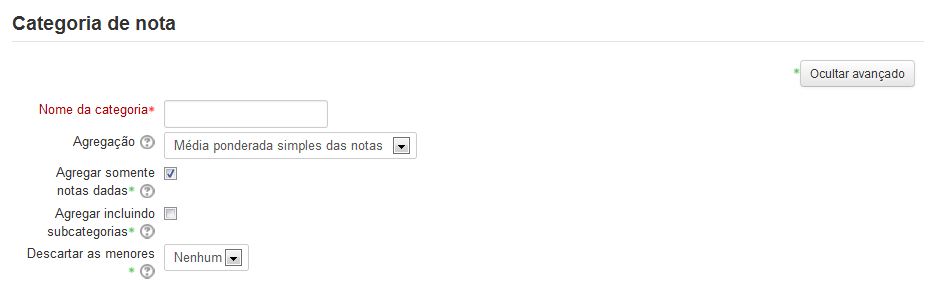 Categoria de nota
* Ocultar avançado
Nome da categoria*
Agregação ? Média ponderada simples das notas
Agregar somente
notas dadas* ?
Agregar incluindo
subcategorias* ?
Descartar as menores Nenhum
* ?